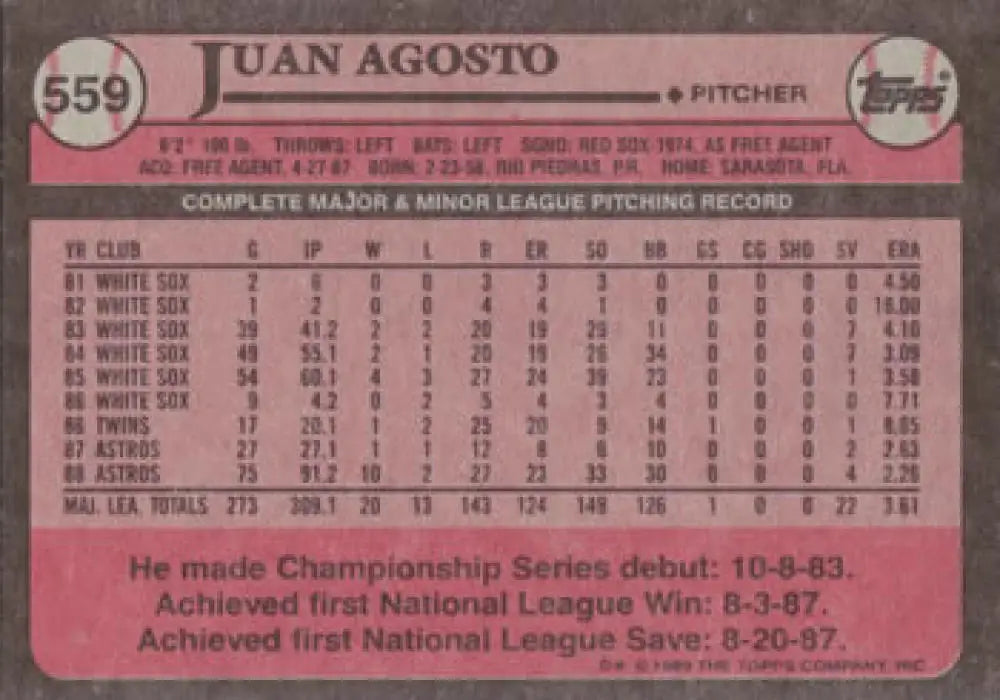 559
JUAN AGOSTO
PITCHER
TOPPS®
6'2" 190 lb. THROWS: LEFT BATS: LEFT SGND: RED SOX 1974, AS FREE AGENT
ACQ: FREE AGENT, 4-27-87 BORN: 2-23-58, RIO PIEDRAS, P.R. HOME: SARASOTA, FLA.
COMPLETE MAJOR & MINOR LEAGUE PITCHING RECORD
YR CLUB G IP W L R ER SO BB GS CG SHO SV ERA
81 WHITE SOX 2 6 0 0 3 3 3 0 0 0 0 0 4.50
82 WHITE SOX 1 2 0 0 4 4 1 0 0 0 0 0 18.00
83 WHITE SOX 39 41.2 2 2 20 19 29 11 0 0 0 7 4.10
84 WHITE SOX 49 55.1 2 1 20 19 26 34 0 0 0 7 3.09
85 WHITE SOX 54 60.1 4 3 27 24 39 23 0 0 0 1 3.58
86 WHITE SOX 9 4.2 0 2 5 4 3 4 0 0 0 0 7.71
86 TWINS 17 20.1 1 2 25 20 9 14 1 0 0 1 8.85
87 ASTROS 27 27.1 1 1 12 8 6 10 0 0 0 2 2.63
88 ASTROS 75 91.2 10 2 27 23 33 30 0 0 0 4 2.26
MAJ. LEA. TOTALS 273 309.1 20 13 143 124 149 126 1 0 0 22 3.61
He made Championship Series debut: 10-8-83.
Achieved first National League Win: 8-3-87.
Achieved first National League Save: 8-20-87.
© 1989 THE TOPPS COMPANY, INC.